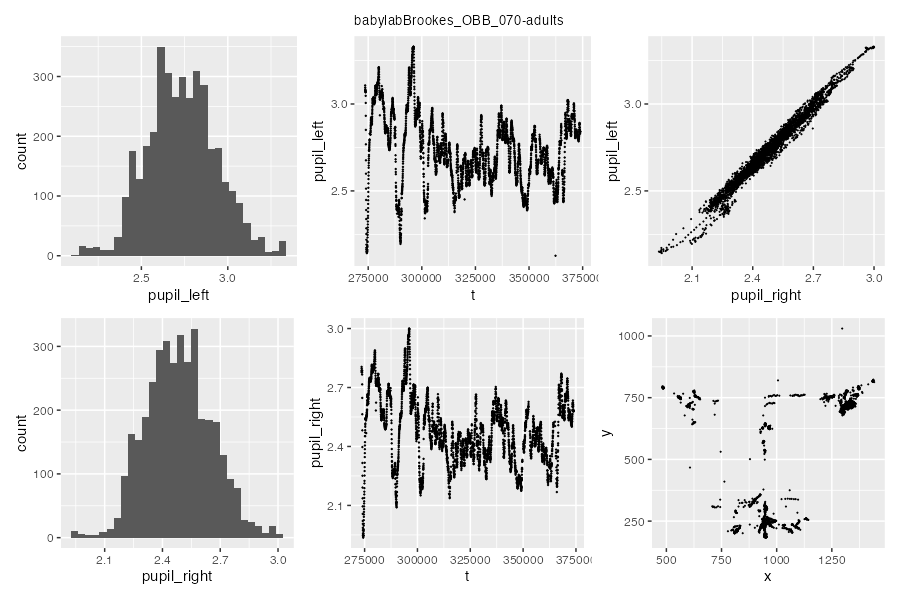 babylabBrookes_OBB_070-adults
count
300
200
100
0
2.5 3.0
pupil_left
pupil_left
3.0
2.5
275000 300000 325000 350000 375000
t
pupil_left
3.0
2.5
2.1 2.4 2.7 3.0
pupil_right
count
300
200
100
0
2.1 2.4 2.7 3.0
pupil_right
pupil_right
3.0
2.7
2.4
2.1
275000 300000 325000 350000 375000
t
y
1000
750
500
250
500 750 1000 1250
x